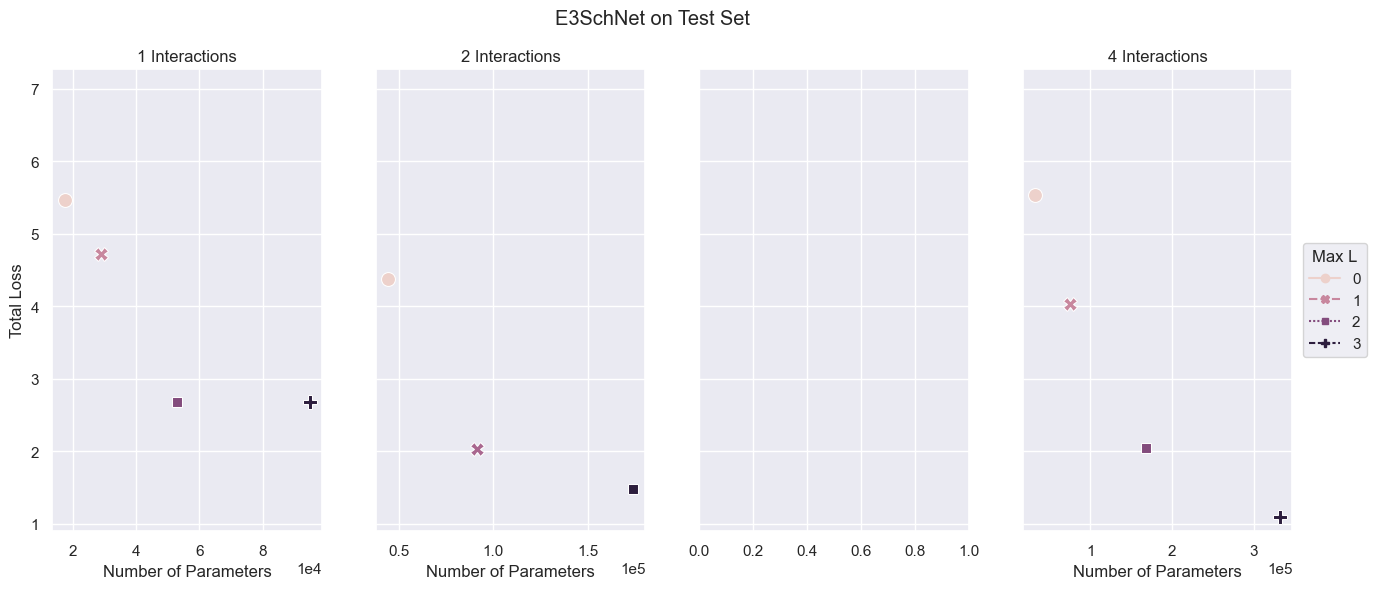 E3SchNet on Test Set
1 Interactions
2 Interactions
4 Interactions
Total Loss
7
6
5
4
3
2
1
2 4 6 8
1e4
Number of Parameters
0.5 1.0 1.5
1e5
Number of Parameters
0.0 0.2 0.4 0.6 0.8 1.0
1 2 3
1e5
Number of Parameters
Max L
0
1
2
3